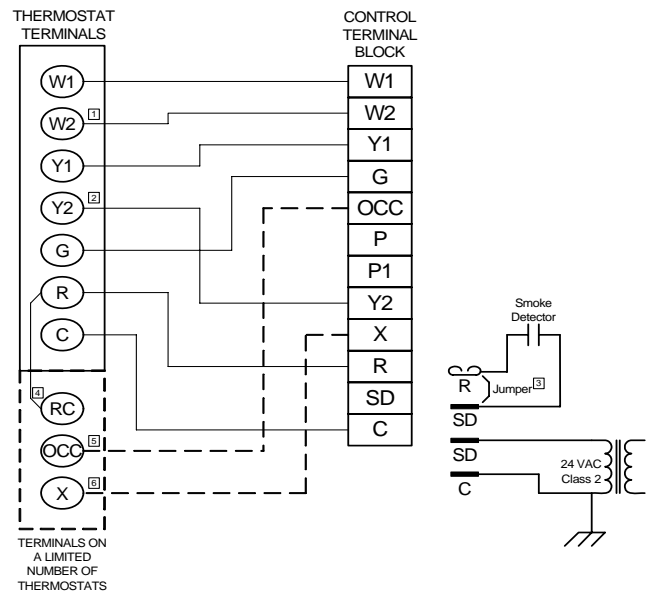 THERMOSTAT
TERMINALS
W1
W2 1
Y1
Y2 2
G
R
C
4 RC
OCC 5
X 6
TERMINALS ON
A LIMITED
NUMBER OF
THERMOSTATS
CONTROL
TERMINAL
BLOCK
W1
W2
Y1
G
OCC
P
P1
Y2
X
R
SD
C
Smoke
Detector
R
Jumper 3
SD
SD
C
24 VAC
Class 2